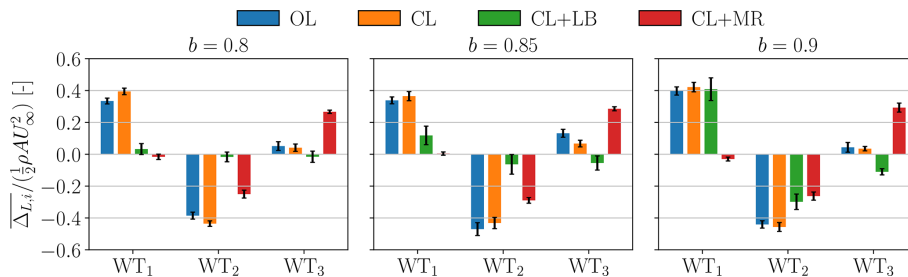 OL CL CL+LB CL+MR
b = 0.8 b = 0.85 b = 0.9
0.6
0.4
0.2
0.0
−0.2
−0.4
−0.6
$\overline{\Delta_{L,i}}/(\frac{1}{2}\rho A U_\infty^2)$ [-]
WT₁ WT₂ WT₃ WT₁ WT₂ WT₃ WT₁ WT₂ WT₃